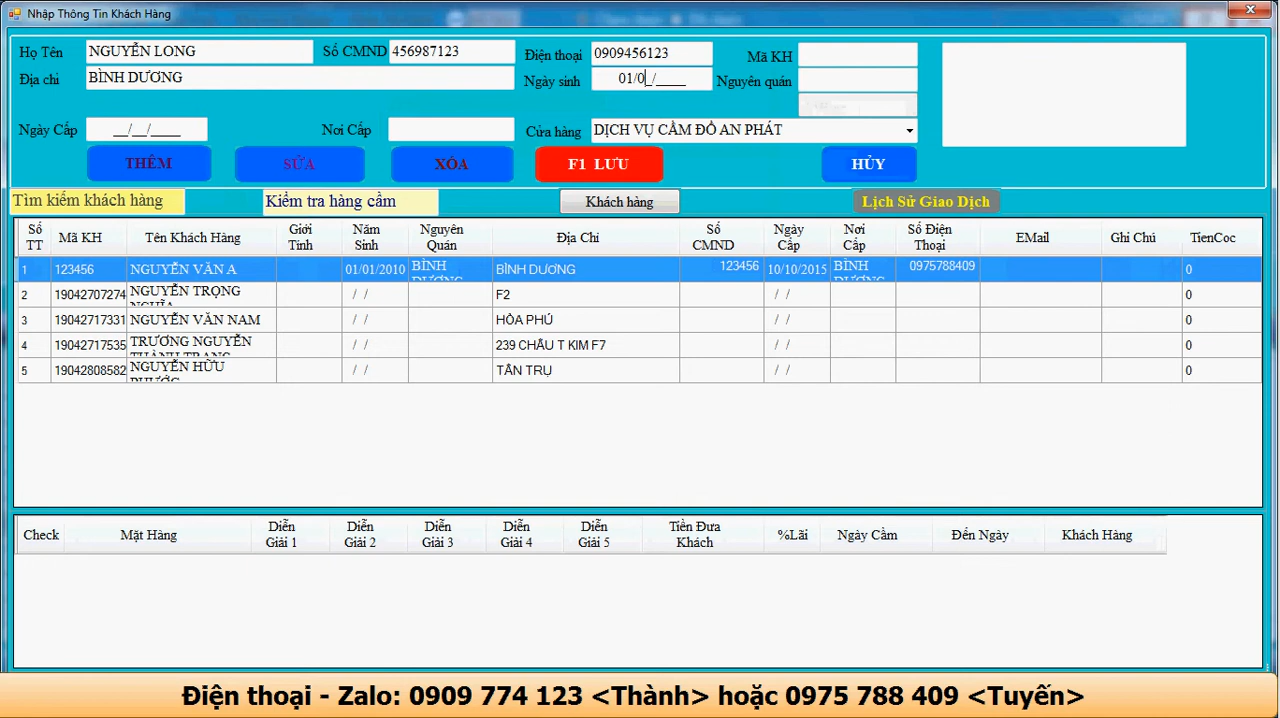 Nhập Thông Tin Khách Hàng
Họ Tên NGUYỄN LONG Số CMND 456987123 Điện thoại 0909456123 Mã KH
Địa chỉ BÌNH DƯƠNG Ngày sinh 01/0_/____ Nguyên quán
Ngày Cấp __/__/____ Nơi Cấp Cửa hàng DỊCH VỤ CẦM ĐỒ AN PHÁT
THÊM SỬA XÓA F1 LƯU HỦY
Tìm kiếm khách hàng Kiểm tra hàng cầm Khách hàng Lịch Sử Giao Dịch
Số TT Mã KH Tên Khách Hàng Giới Tính Năm Sinh Nguyên Quán Địa Chỉ Số CMND Ngày Cấp Nơi Cấp Số Điện Thoại EMail Ghi Chú TienCoc
1 123456 NGUYỄN VĂN A 01/01/2010 BÌNH DƯƠNG BÌNH DƯƠNG 123456 10/10/2015 BÌNH DƯƠNG 0975788409 0
2 19042707274 NGUYỄN TRỌNG NGHĨA / / F2 / / 0
3 19042717331 NGUYỄN VĂN NAM / / HÒA PHÚ / / 0
4 19042717535 TRƯƠNG NGUYỄN THÀNH TRANG / / 239 CHÂU T KIM F7 / / 0
5 19042808582 NGUYỄN HỮU PHƯỚC / / TÂN TRỤ / / 0
Check Mặt Hàng Diễn Giải 1 Diễn Giải 2 Diễn Giải 3 Diễn Giải 4 Diễn Giải 5 Tiền Đưa Khách %Lãi Ngày Cầm Đến Ngày Khách Hàng
Điện thoại - Zalo: 0909 774 123 <Thành> hoặc 0975 788 409 <Tuyến>